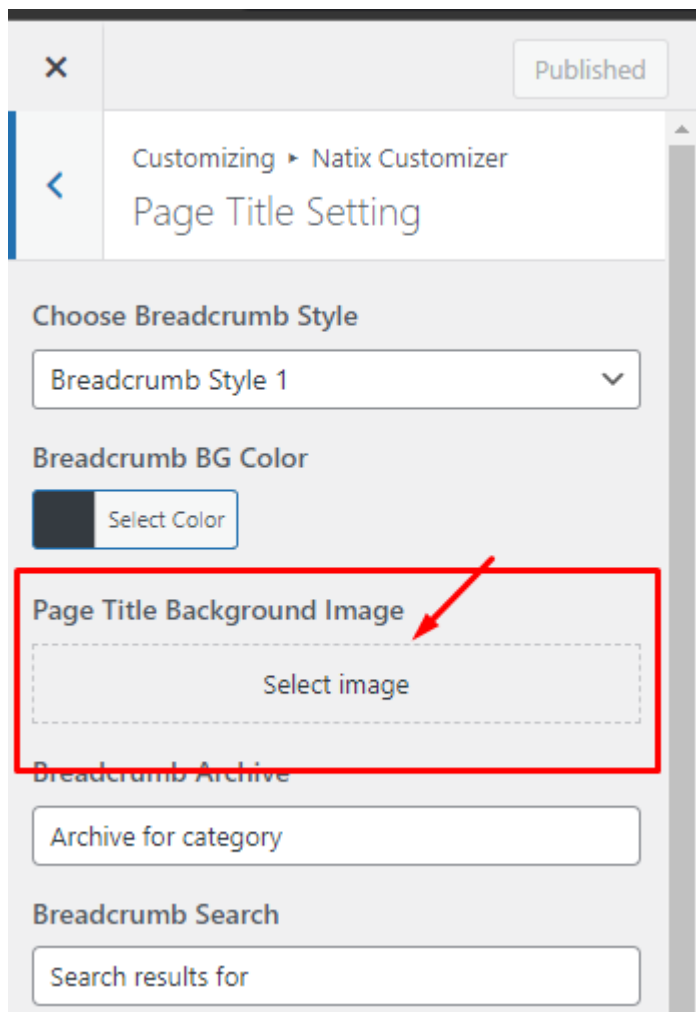 Published
Customizing ▸ Natix Customizer
Page Title Setting
Choose Breadcrumb Style
Breadcrumb Style 1
Breadcrumb BG Color
Select Color
Page Title Background Image
Select image
Breadcrumb Archive
Archive for category
Breadcrumb Search
Search results for